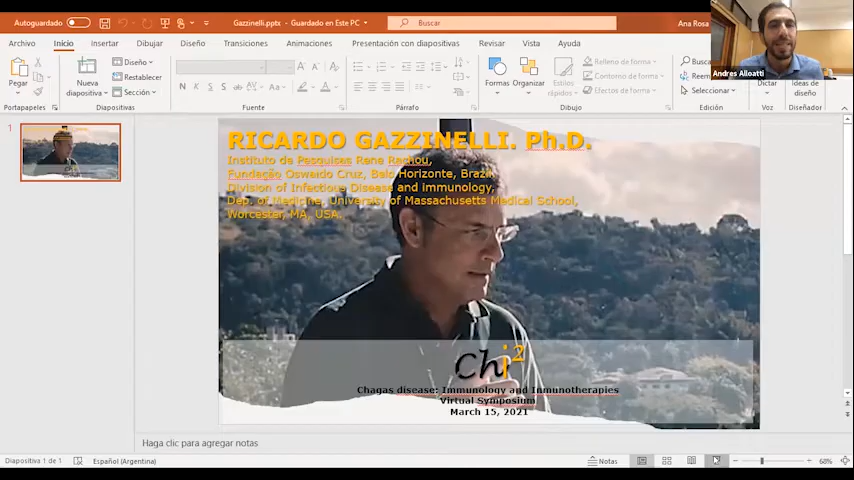 Autoguardado
Gazzinelli.pptx - Guardado en Este PC
Buscar
Ana Rosa
Archivo Inicio Insertar Dibujar Diseño Transiciones Animaciones Presentación con diapositivas Revisar Vista Ayuda
Andres Alloatti
Pegar
Nueva diapositiva
Diseño
Restablecer
Sección
Formas
Organizar
Estilos rápidos
Relleno de forma
Contorno de forma
Efectos de forma
Seleccionar
Dictar
Ideas de diseño
Portapapeles Diapositivas Fuente Párrafo Dibujo Edición Voz Diseñador
1
RICARDO GAZZINELLI. Ph.D.
Instituto de Pesquisas Rene Rachou,
Fundação Oswaldo Cruz, Belo Horizonte, Brazil
Division of Infectious Disease and immunology,
Dep. of Medicine, University of Massachusetts Medical School,
Worcester, MA, USA.
Chi2
Chagas disease: Immunology and Inmunotherapies
Virtual Symposium
March 15, 2021
Haga clic para agregar notas
Diapositiva 1 de 1
Español (Argentina)
Notas
68%